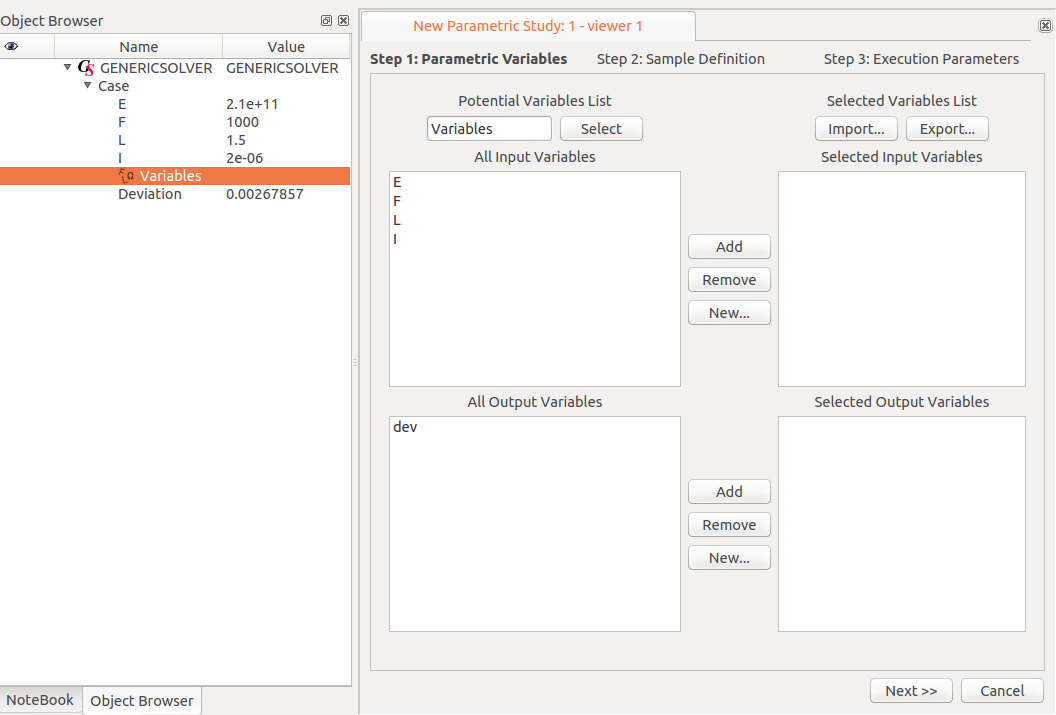 Object Browser
Name Value
GENERICSOLVER GENERICSOLVER
Case
E 2.1e+11
F 1000
L 1.5
I 2e-06
Variables
Deviation 0.00267857
NoteBook Object Browser
New Parametric Study: 1 - viewer 1
Step 1: Parametric Variables Step 2: Sample Definition Step 3: Execution Parameters
Potential Variables List Selected Variables List
Variables Select Import... Export...
All Input Variables Selected Input Variables
E
F
L
I
Add
Remove
New...
All Output Variables Selected Output Variables
dev
Add
Remove
New...
Next >> Cancel